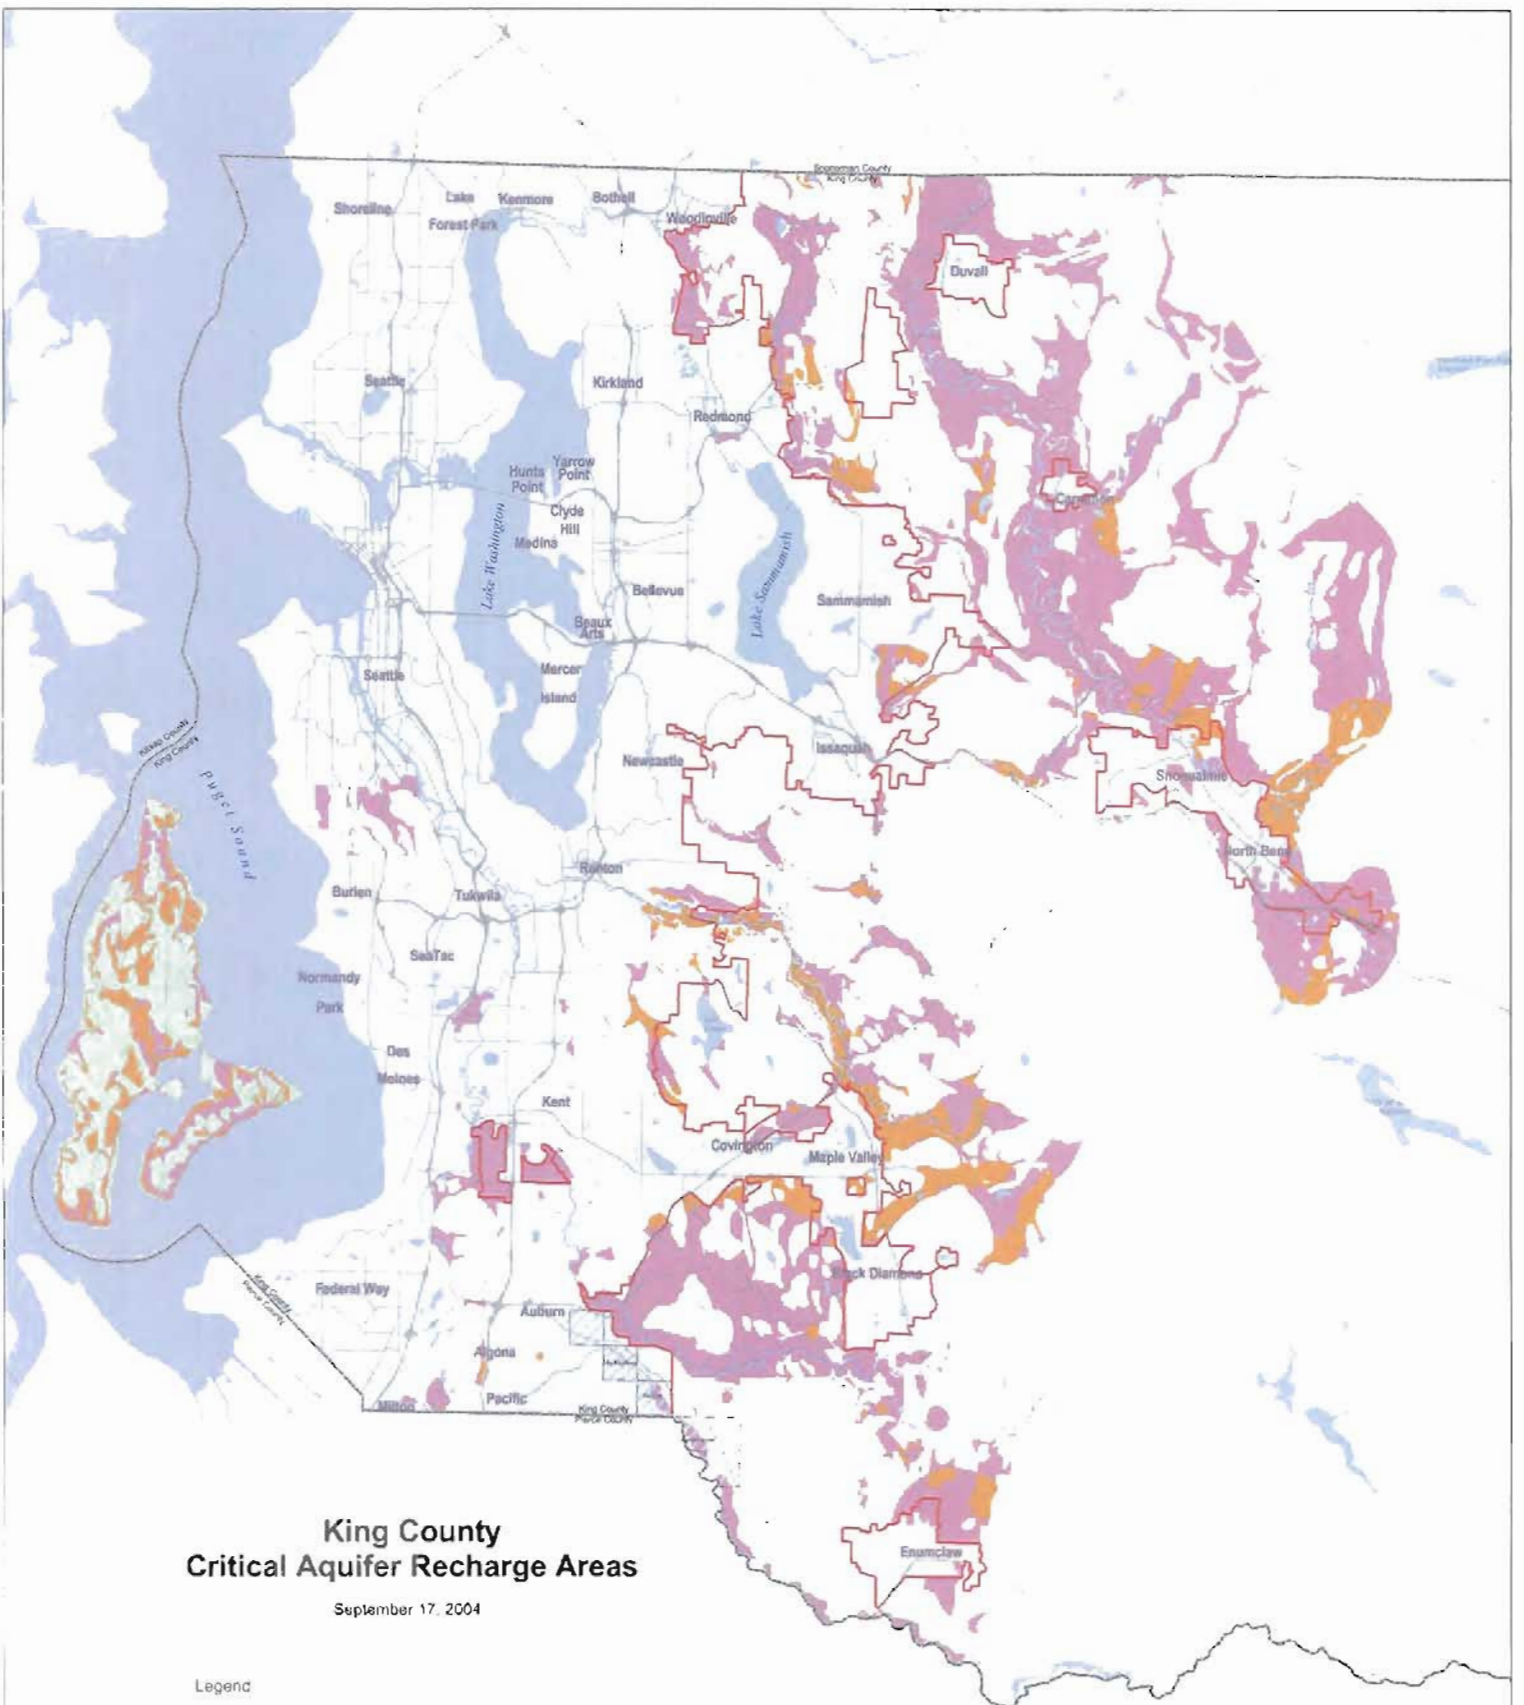 Snohomish County
King County
Shoreline
Lake
Forest Park
Kenmore
Bothell
Woodinville
Duvall
Seattle
Kirkland
Redmond
Hunts
Point
Yarrow
Point
Clyde
Hill
Medina
Carnation
Lake Washington
Lake Sammamish
Bellevue
Sammamish
Beaux
Arts
Seattle
Mercer
Island
Kitsap County
King County
Puget Sound
Newcastle
Issaquah
Snoqualmie
North Bend
Renton
Burien
Tukwila
SeaTac
Normandy
Park
Des
Moines
Kent
Covington
Maple Valley
Black Diamond
King County
Pierce County
Federal Way
Auburn
Algona
Pacific
Milton
King County
Pierce County
Enumclaw
King County
Critical Aquifer Recharge Areas
September 17, 2004
Legend